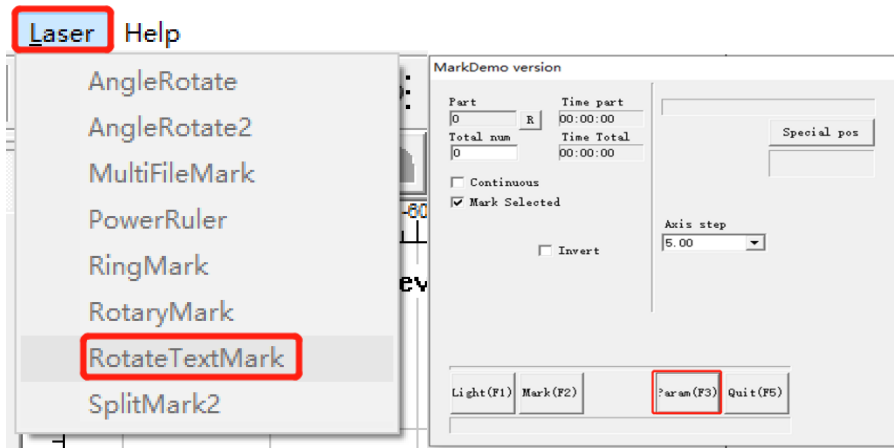 Laser Help
AngleRotate
AngleRotate2
MultiFileMark
PowerRuler
RingMark
RotaryMark
RotateTextMark
SplitMark2
-60
ev
MarkDemo version
Part Time part
0 R 00:00:00
Total num Time Total
0 00:00:00
Continuous
Mark Selected
Invert
Special pos
Axis step
5.00
Light(F1) Mark(F2) Param(F3) Quit(F5)